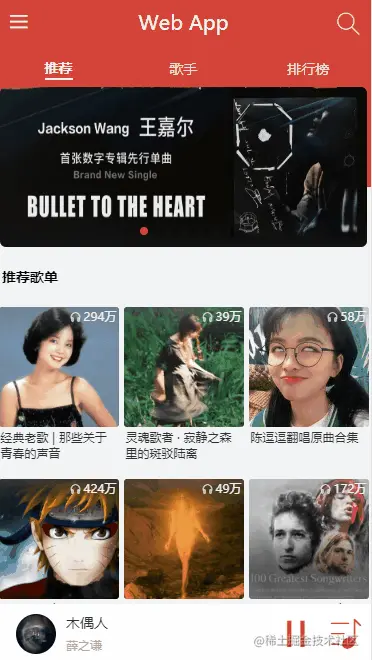 Web App
推荐 歌手 排行榜
Jackson Wang 王嘉尔
首张数字专辑先行单曲
Brand New Single
BULLET TO THE HEART
推荐歌单
294万 39万 58万
经典老歌 | 那些关于青春的声音
灵魂歌者 · 寂静之森里的斑驳陆离
陈逗逗翻唱原曲合集
424万 49万 172万
100 Greatest Songwriters
木偶人
薛之谦
@稀土掘金技术社区